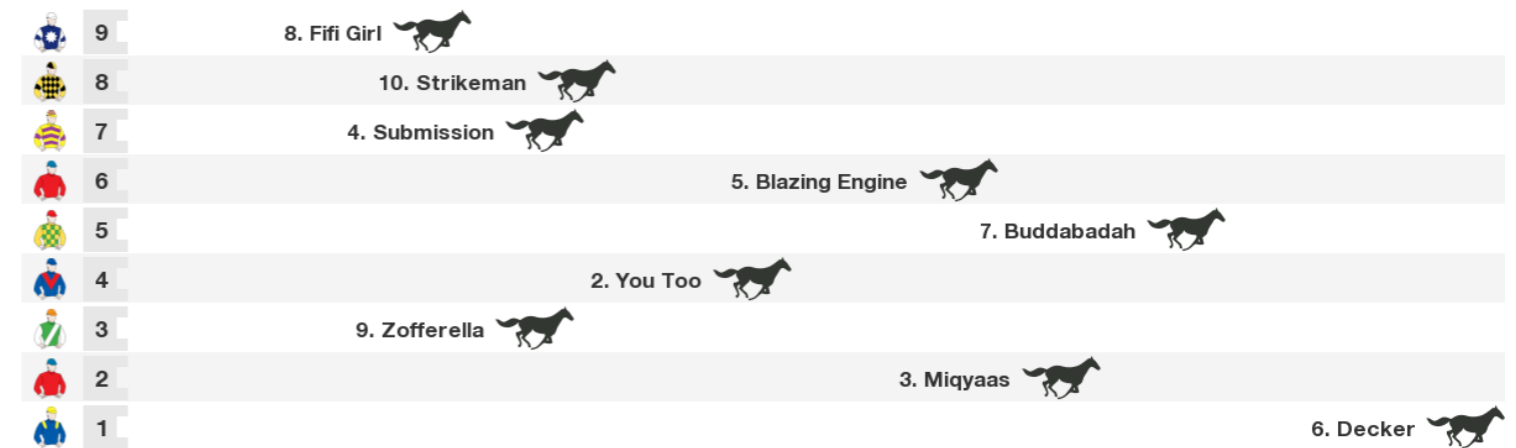 9 8. Fifi Girl
8 10. Strikeman
7 4. Submission
6 5. Blazing Engine
5 7. Buddabadah
4 2. You Too
3 9. Zofferella
2 3. Miqyaas
1 6. Decker